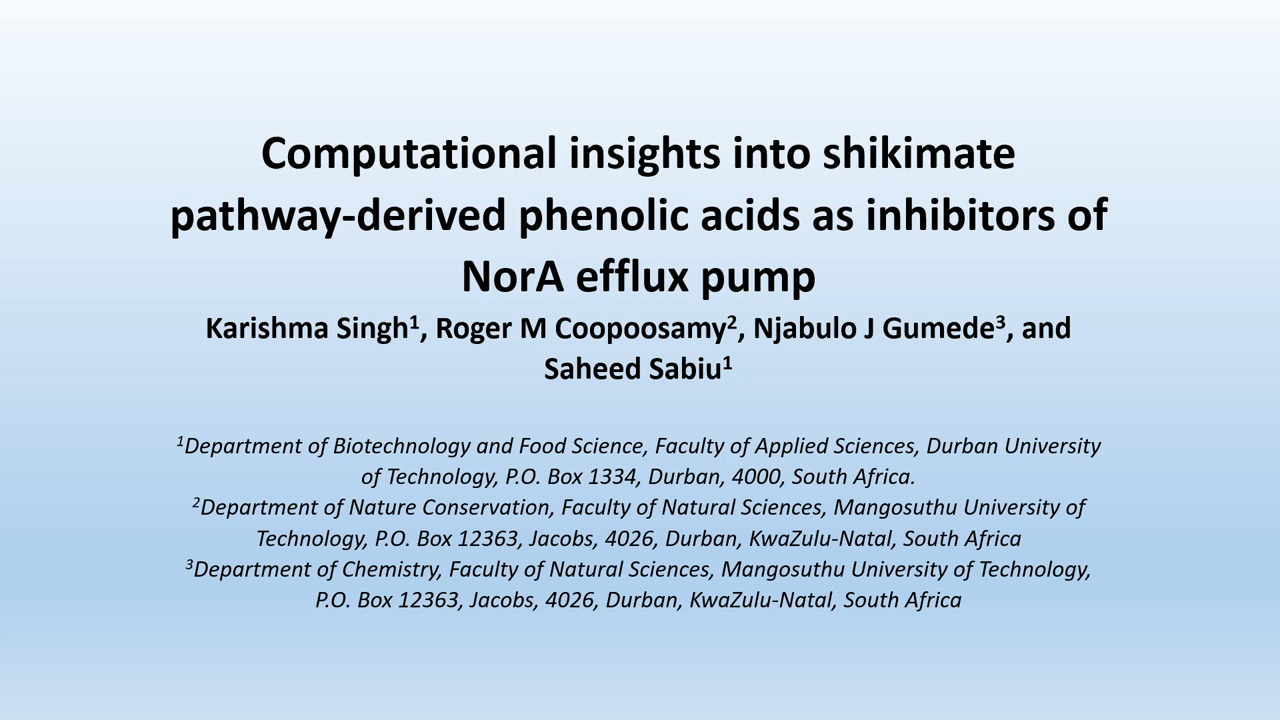 Computational insights into shikimate
pathway-derived phenolic acids as inhibitors of
NorA efflux pump
Karishma Singh¹, Roger M Coopoosamy², Njabulo J Gumede³, and
Saheed Sabiu¹
¹Department of Biotechnology and Food Science, Faculty of Applied Sciences, Durban University
of Technology, P.O. Box 1334, Durban, 4000, South Africa.
²Department of Nature Conservation, Faculty of Natural Sciences, Mangosuthu University of
Technology, P.O. Box 12363, Jacobs, 4026, Durban, KwaZulu-Natal, South Africa
³Department of Chemistry, Faculty of Natural Sciences, Mangosuthu University of Technology,
P.O. Box 12363, Jacobs, 4026, Durban, KwaZulu-Natal, South Africa